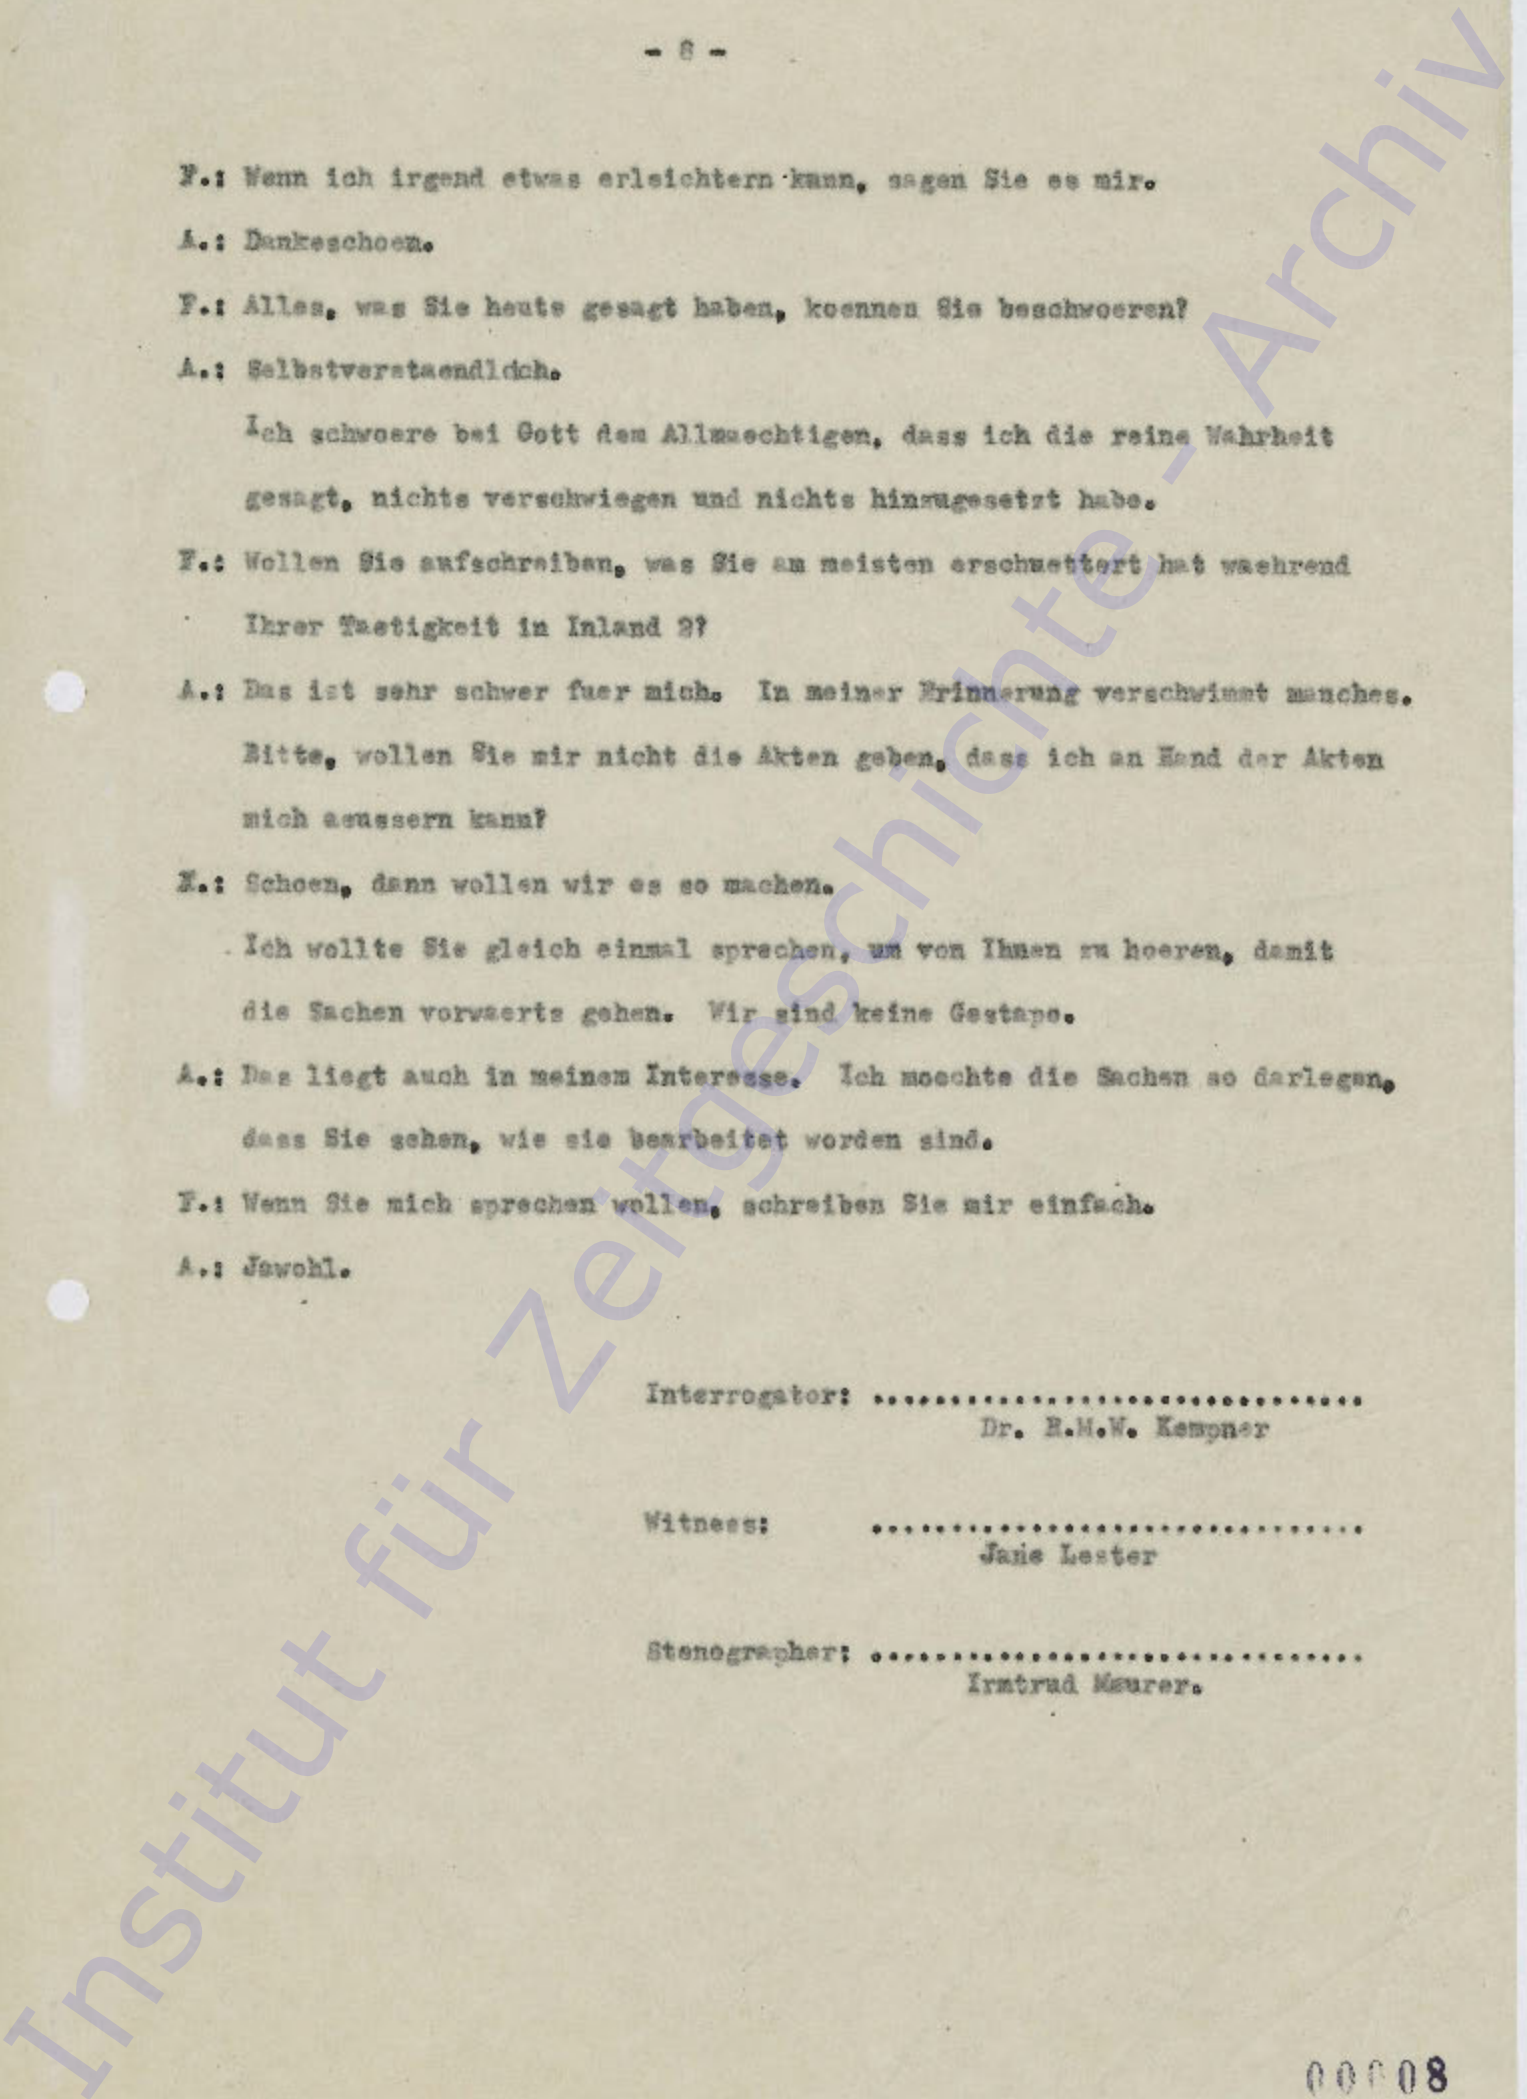 - 8 -
F.: Wenn ich irgend etwas erleichtern kann, sagen Sie es mir.
A.: Dankeschoen.
F.: Alles, was Sie heute gesagt haben, koennen Sie beschwoeren?
A.: Selbstverstaendldch.
Ich schwoere bei Gott dem Allmaechtigen, dass ich die reine Wahrheit
gesagt, nichts verschwiegen und nichts hinzugesetzt habe.
F.: Wollen Sie aufschreiben, was Sie am meisten erschuettert hat waehrend
Ihrer Taetigkeit in Inland 2?
A.: Das ist sehr schwer fuer mich. In meiner Erinnerung verschwimmt manches.
Bitte, wollen Sie mir nicht die Akten geben, dass ich an Hand der Akten
mich aeussern kann?
F.: Schoen, dann wollen wir es so machen.
Ich wollte Sie gleich einmal sprechen, um von Ihnen zu hoeren, damit
die Sachen vorwaerts gehen. Wir sind keine Gestapo.
A.: Das liegt auch in meinem Interesse. Ich moechte die Sachen so darlegen,
dass Sie sehen, wie sie bearbeitet worden sind.
F.: Wenn Sie mich sprechen wollen, schreiben Sie mir einfach.
A.: Jawohl.
Interrogator: ...............................
Dr. R.M.W. Kempner
Witness: ...............................
Jane Lester
Stenographer: ...............................
Irmtrud Maurer.
00008
Institut für Zeitgeschichte - Archiv